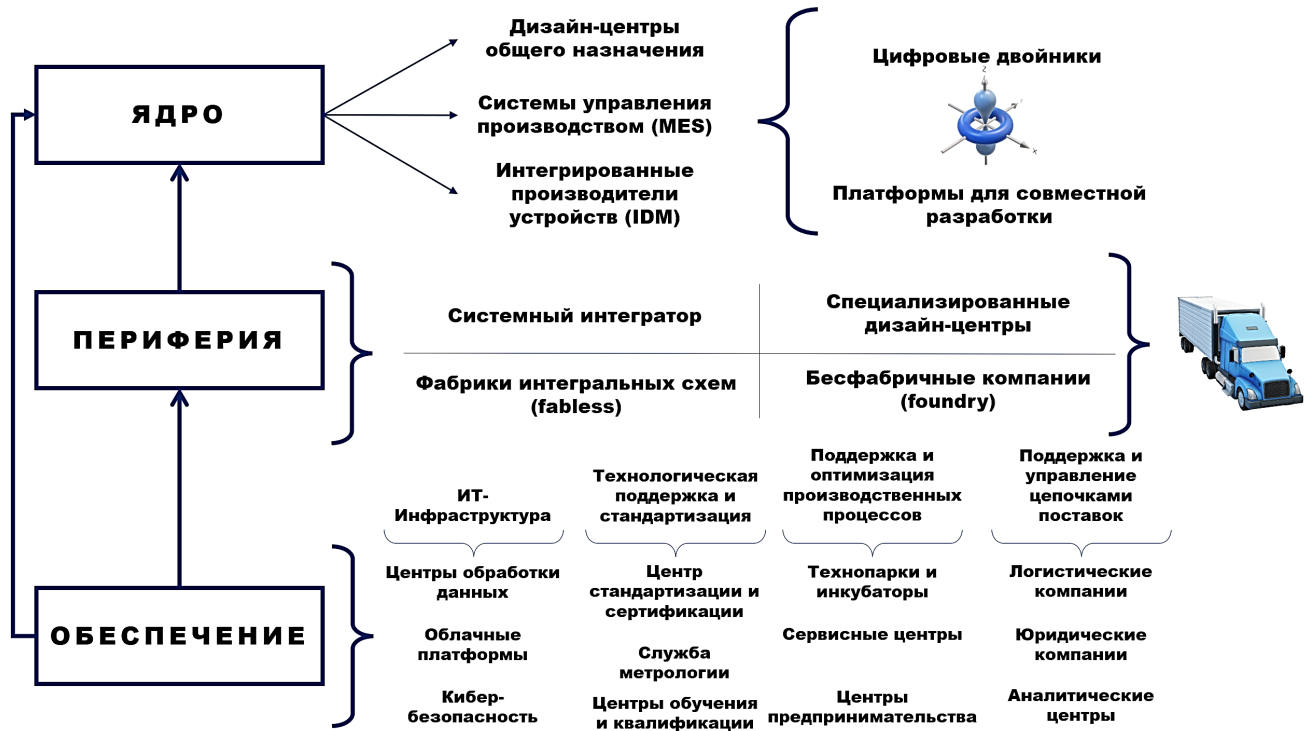 ЯДРО
Дизайн-центры
общего назначения
Системы управления
производством (MES)
Интегрированные
производители
устройств (IDM)
Цифровые двойники
z
y
x
Платформы для совместной
разработки
ПЕРИФЕРИЯ
Системный интегратор
Специализированные
дизайн-центры
Фабрики интегральных схем
(fabless)
Бесфабричные компании
(foundry)
ОБЕСПЕЧЕНИЕ
ИТ-
Инфраструктура
Центры обработки
данных
Облачные
платформы
Кибер-
безопасность
Технологическая
поддержка и
стандартизация
Центр
стандартизации и
сертификации
Служба
метрологии
Центры обучения
и квалификации
Поддержка и
оптимизация
производственных
процессов
Технопарки и
инкубаторы
Сервисные центры
Центры
предпринимательства
Поддержка и
управление
цепочками
поставок
Логистические
компании
Юридические
компании
Аналитические
центры